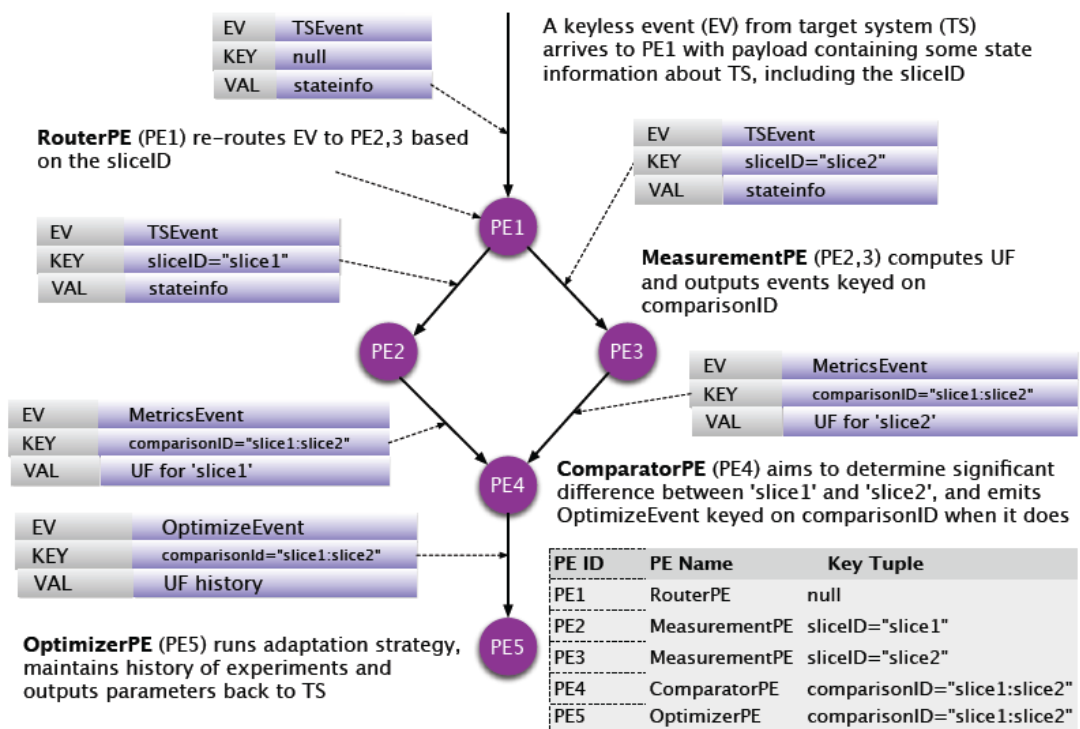 EV TSEvent
KEY null
VAL stateinfo
A keyless event (EV) from target system (TS)
arrives to PE1 with payload containing some state
information about TS, including the sliceID
RouterPE (PE1) re-routes EV to PE2,3 based
on the sliceID
EV TSEvent
KEY sliceID="slice2"
VAL stateinfo
PE1
EV TSEvent
KEY sliceID="slice1"
VAL stateinfo
MeasurementPE (PE2,3) computes UF
and outputs events keyed on
comparisonID
PE2
PE3
EV MetricsEvent
KEY comparisonID="slice1:slice2"
VAL UF for 'slice2'
EV MetricsEvent
KEY comparisonID="slice1:slice2"
VAL UF for 'slice1'
PE4
ComparatorPE (PE4) aims to determine significant
difference between 'slice1' and 'slice2', and emits
OptimizeEvent keyed on comparisonID when it does
EV OptimizeEvent
KEY comparisonId="slice1:slice2"
VAL UF history
PE5
OptimizerPE (PE5) runs adaptation strategy,
maintains history of experiments and
outputs parameters back to TS
PE ID PE Name Key Tuple
PE1 RouterPE null
PE2 MeasurementPE sliceID="slice1"
PE3 MeasurementPE sliceID="slice2"
PE4 ComparatorPE comparisonID="slice1:slice2"
PE5 OptimizerPE comparisonID="slice1:slice2"